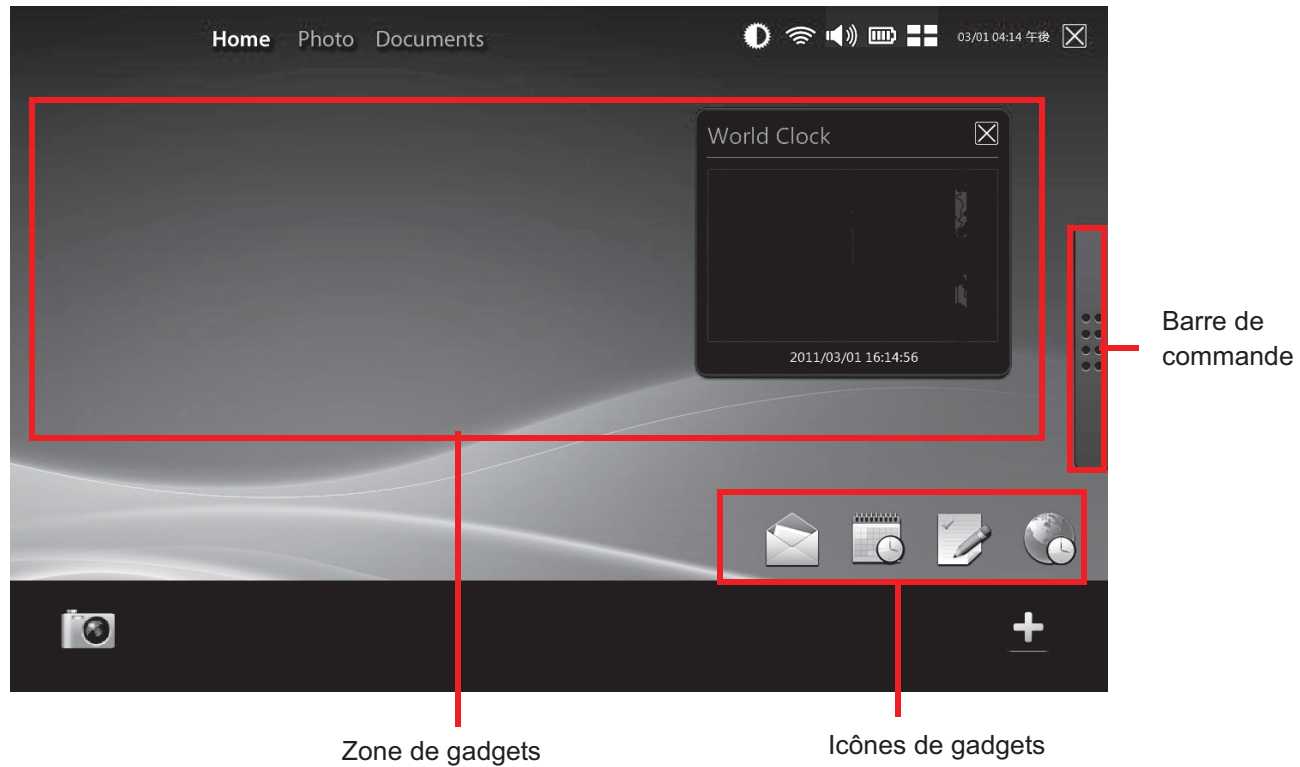 Home Photo Documents
03/01 04:14 午後
World Clock
2011/03/01 16:14:56
Barre de
commande
Zone de gadgets
Icônes de gadgets